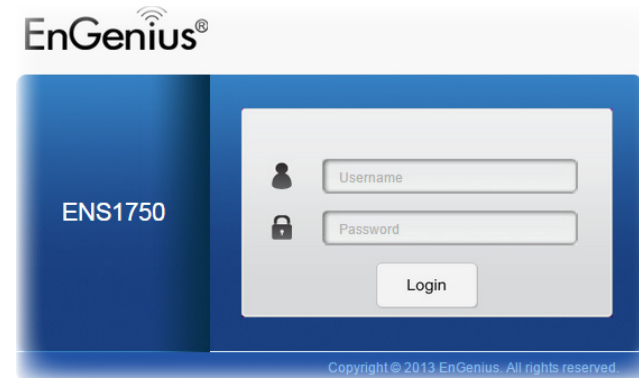 EnGenius®
Username
ENS1750
Password
Login
Copyright © 2013 EnGenius. All rights reserved.